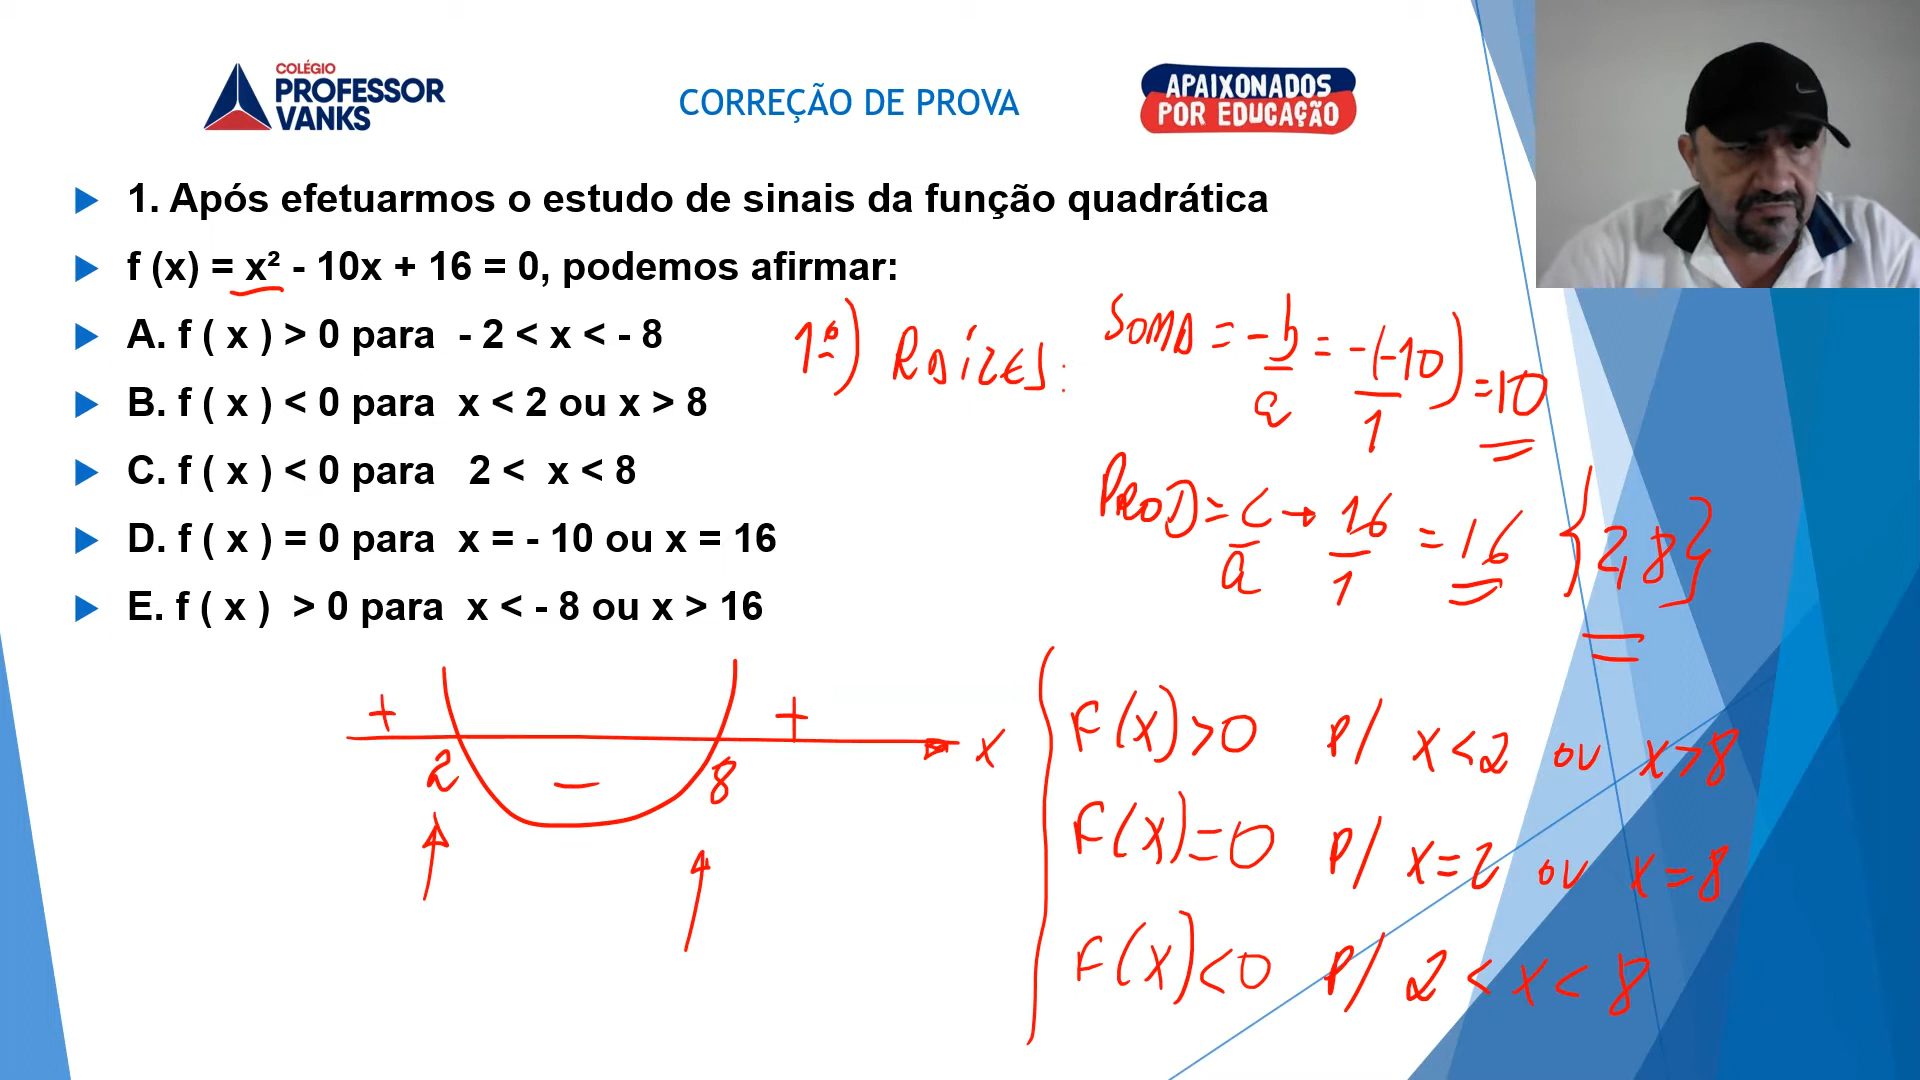 COLÉGIO
PROFESSOR
VANKS
CORREÇÃO DE PROVA
APAIXONADOS
POR EDUCAÇÃO
1. Após efetuarmos o estudo de sinais da função quadrática
f (x) = x² - 10x + 16 = 0, podemos afirmar:
A. f ( x ) > 0 para - 2 < x < - 8
B. f ( x ) < 0 para x < 2 ou x > 8
C. f ( x ) < 0 para 2 < x < 8
D. f ( x ) = 0 para x = - 10 ou x = 16
E. f ( x ) > 0 para x < - 8 ou x > 16
1º) RAÍZES:
SOMA = -b/a = -(-10)/1 = 10
PROD = c/a → 16/1 = 16 {2,8}
+ +
2 - 8 x
F(x) > 0 P/ x < 2 ou x > 8
F(x) = 0 P/ x = 2 ou x = 8
F(x) < 0 P/ 2 < x < 8